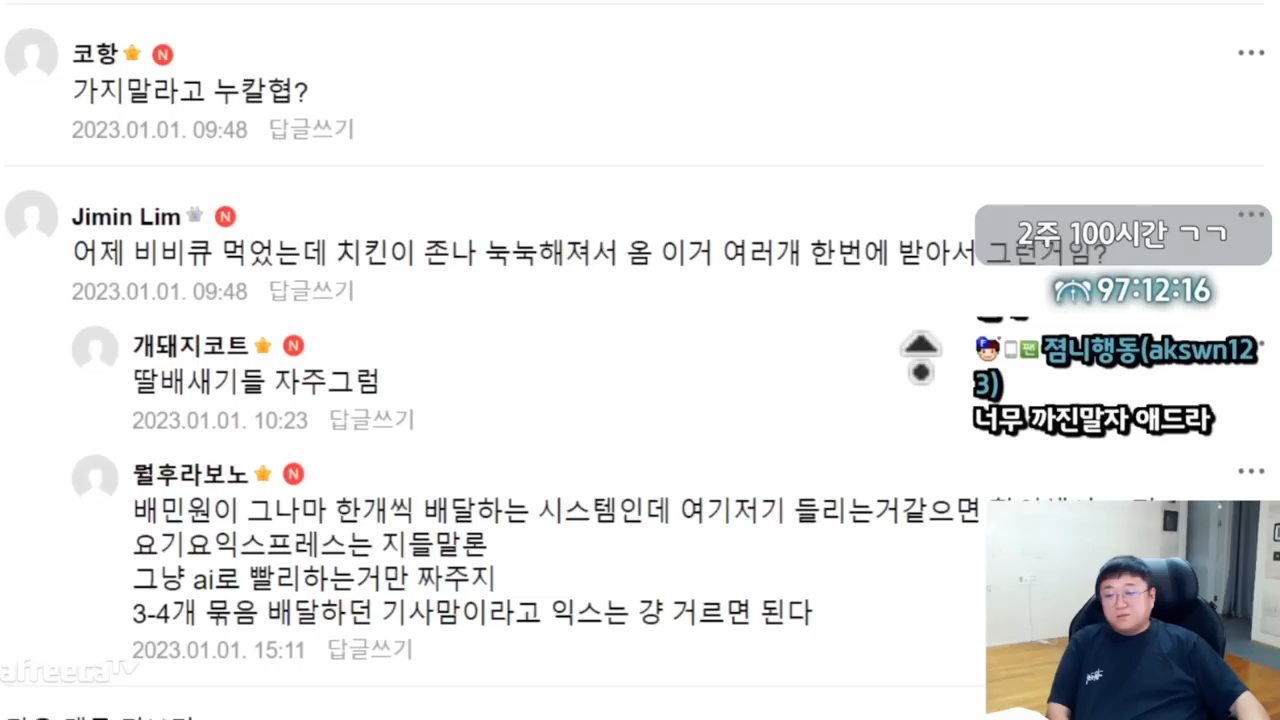 코항
가지말라고 누칼협?
2023.01.01. 09:48 답글쓰기
Jimin Lim
어제 비비큐 먹었는데 치킨이 존나 눅눅해져서 옴 이거 여러개 한번에 받아서 그런거임?
2023.01.01. 09:48 답글쓰기
2주 100시간 ㄱㄱ
97:12:16
개돼지코트
딸배새기들 자주그럼
2023.01.01. 10:23 답글쓰기
졈니행동(akswn12
3)
너무 까진말자 얘드라
뤌후라보노
배민원이 그나마 한개씩 배달하는 시스템인데 여기저기 들리는거같으면
요기요익스프레스는 지들말론
그냥 ai로 빨리하는거만 짜주지
3-4개 묶음 배달하던 기사맘이라고 익스는 걍 거르면 된다
2023.01.01. 15:11 답글쓰기
afreecaTV